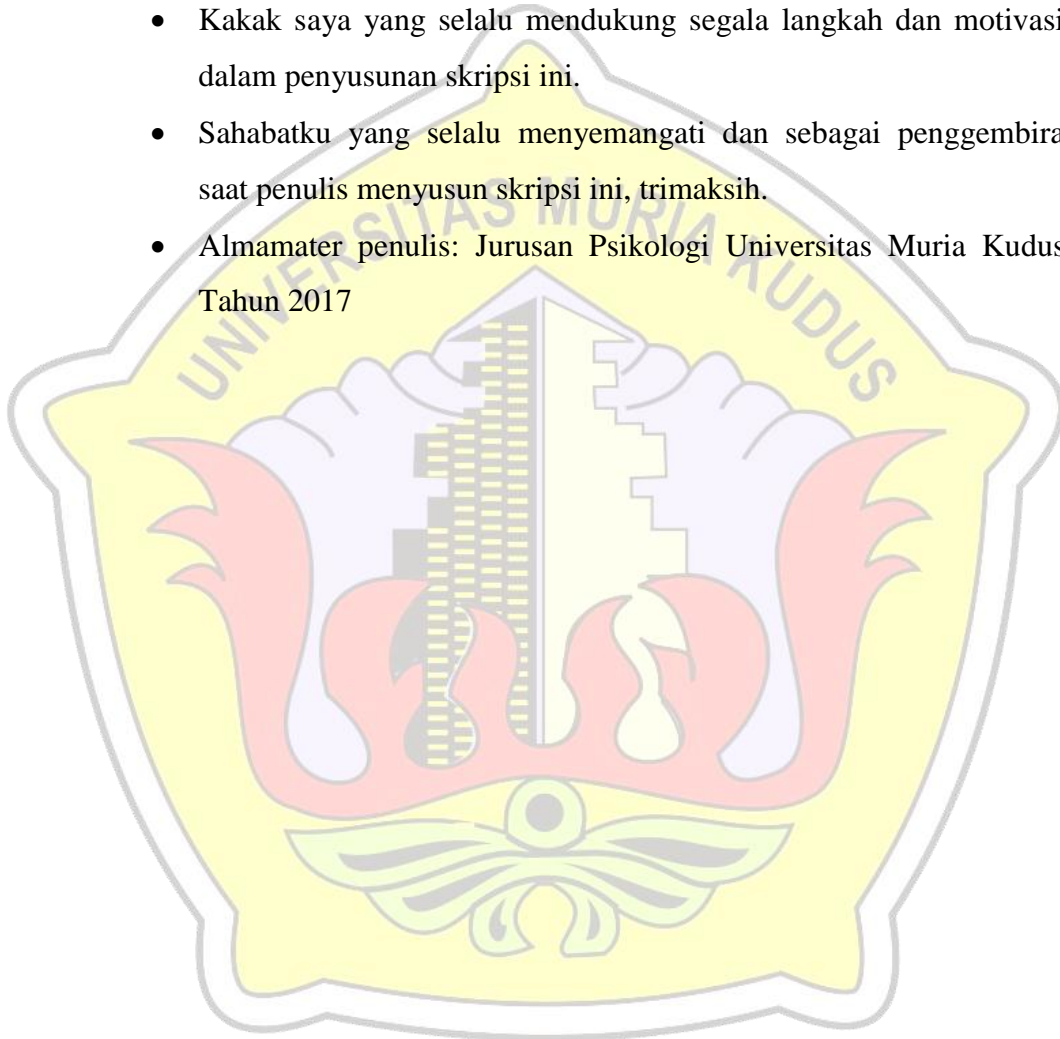 • Kakak saya yang selalu mendukung segala langkah dan motivasi
dalam penyusunan skripsi ini.
• Sahabatku yang selalu menyemangati dan sebagai penggembira
saat penulis menyusun skripsi ini, trimaksih.
• Almamater penulis: Jurusan Psikologi Universitas Muria Kudus
Tahun 2017
UNIVERSITAS MURIA KUDUS